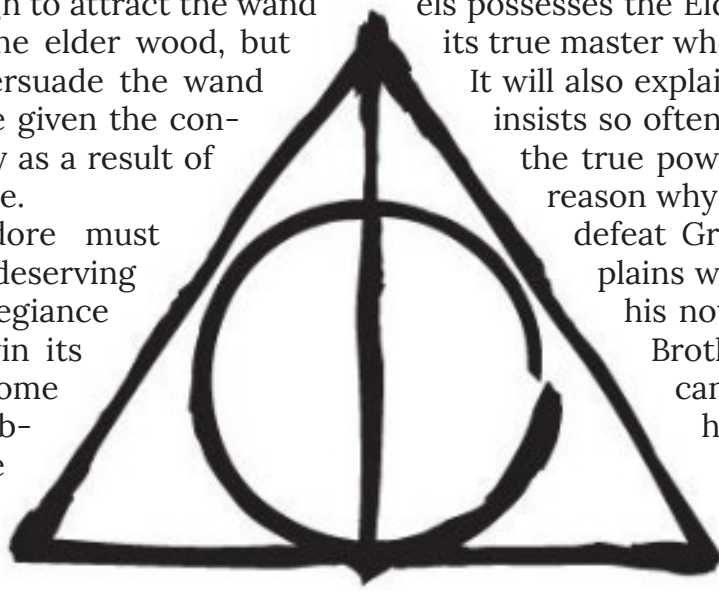 gh to attract the wand
he elder wood, but
ersuade the wand
e given the con-
y as a result of
e.
dore must
deserving
egiance
in its
ome
b-
e
els possesses the El
its true master wh
It will also explai
insists so often
the true pow
reason why
defeat Gr
plains w
his no
Brot
can
h